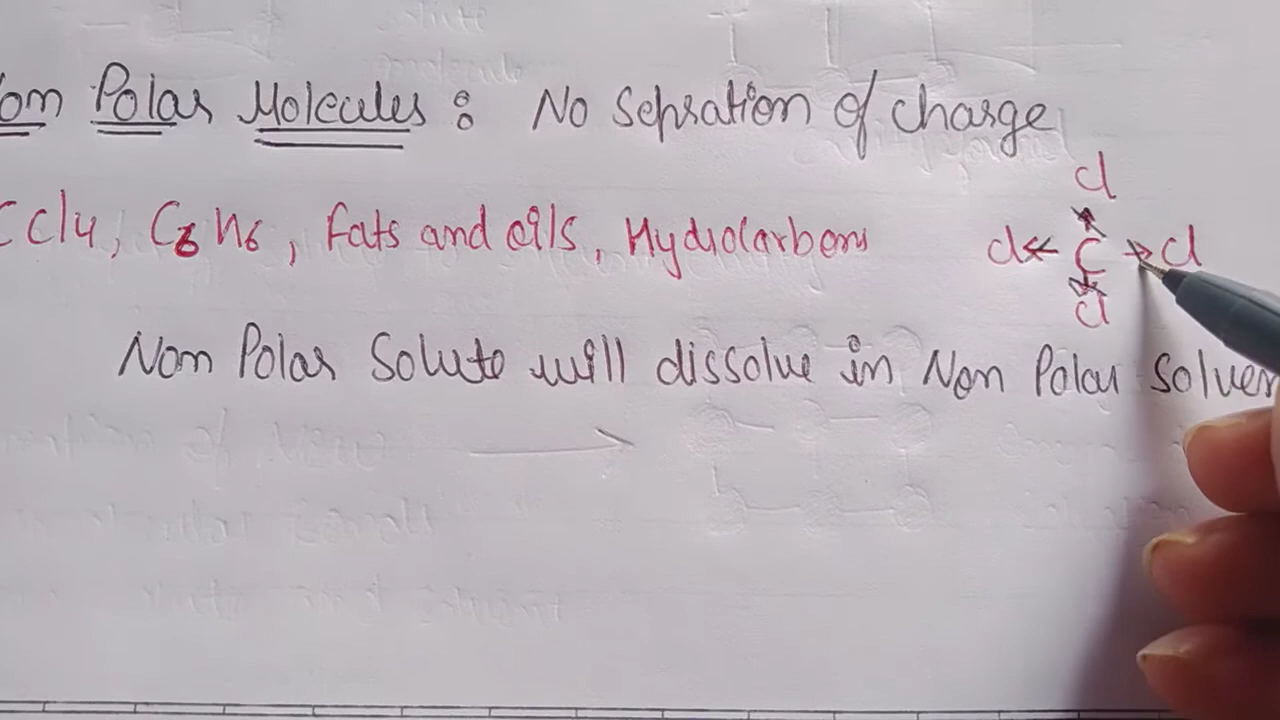 on Polar Molecules : No Sepration of charge
CCl4, C6H6, Fats and oils, Hydrocarbons
Cl
Cl C Cl
Cl
Non Polar Solute will dissolve in Non Polar Solven